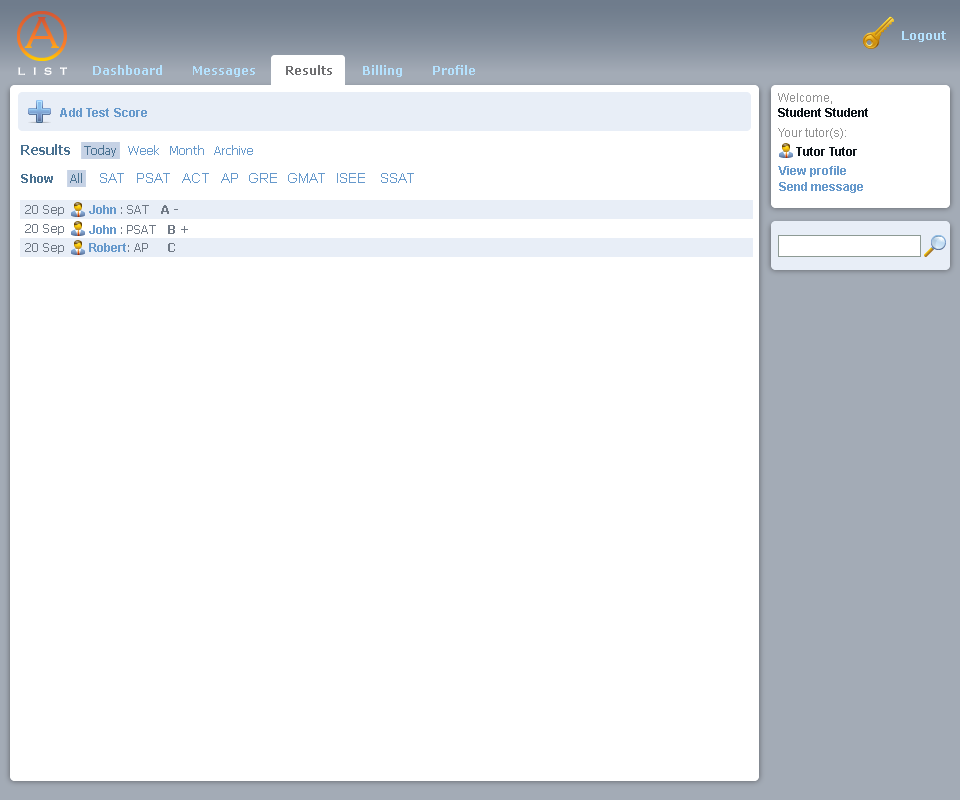 A
LIST
Dashboard Messages Results Billing Profile
Logout
Add Test Score
Results Today Week Month Archive
Show All SAT PSAT ACT AP GRE GMAT ISEE SSAT
20 Sep John : SAT A -
20 Sep John : PSAT B +
20 Sep Robert: AP C
Welcome,
Student Student
Your tutor(s):
Tutor Tutor
View profile
Send message